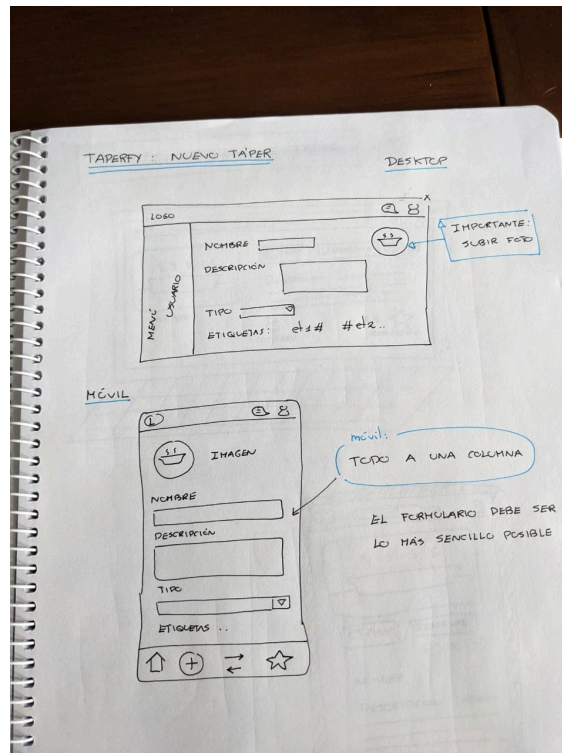 TAPERFY : NUEVO TÁPER
DESKTOP
X
LOGO
IMPORTANTE:
SUBIR FOTO
NOMBRE
DESCRIPCIÓN
MENÚ
USUARIO
TIPO
ETIQUETAS: et1# #et2..
MÓVIL
L
IMAGEN
móvil:
TODO A UNA COLUMNA
NOMBRE
EL FORMULARIO DEBE SER
LO MÁS SENCILLO POSIBLE
DESCRIPCIÓN
TIPO
ETIQUETAS ..